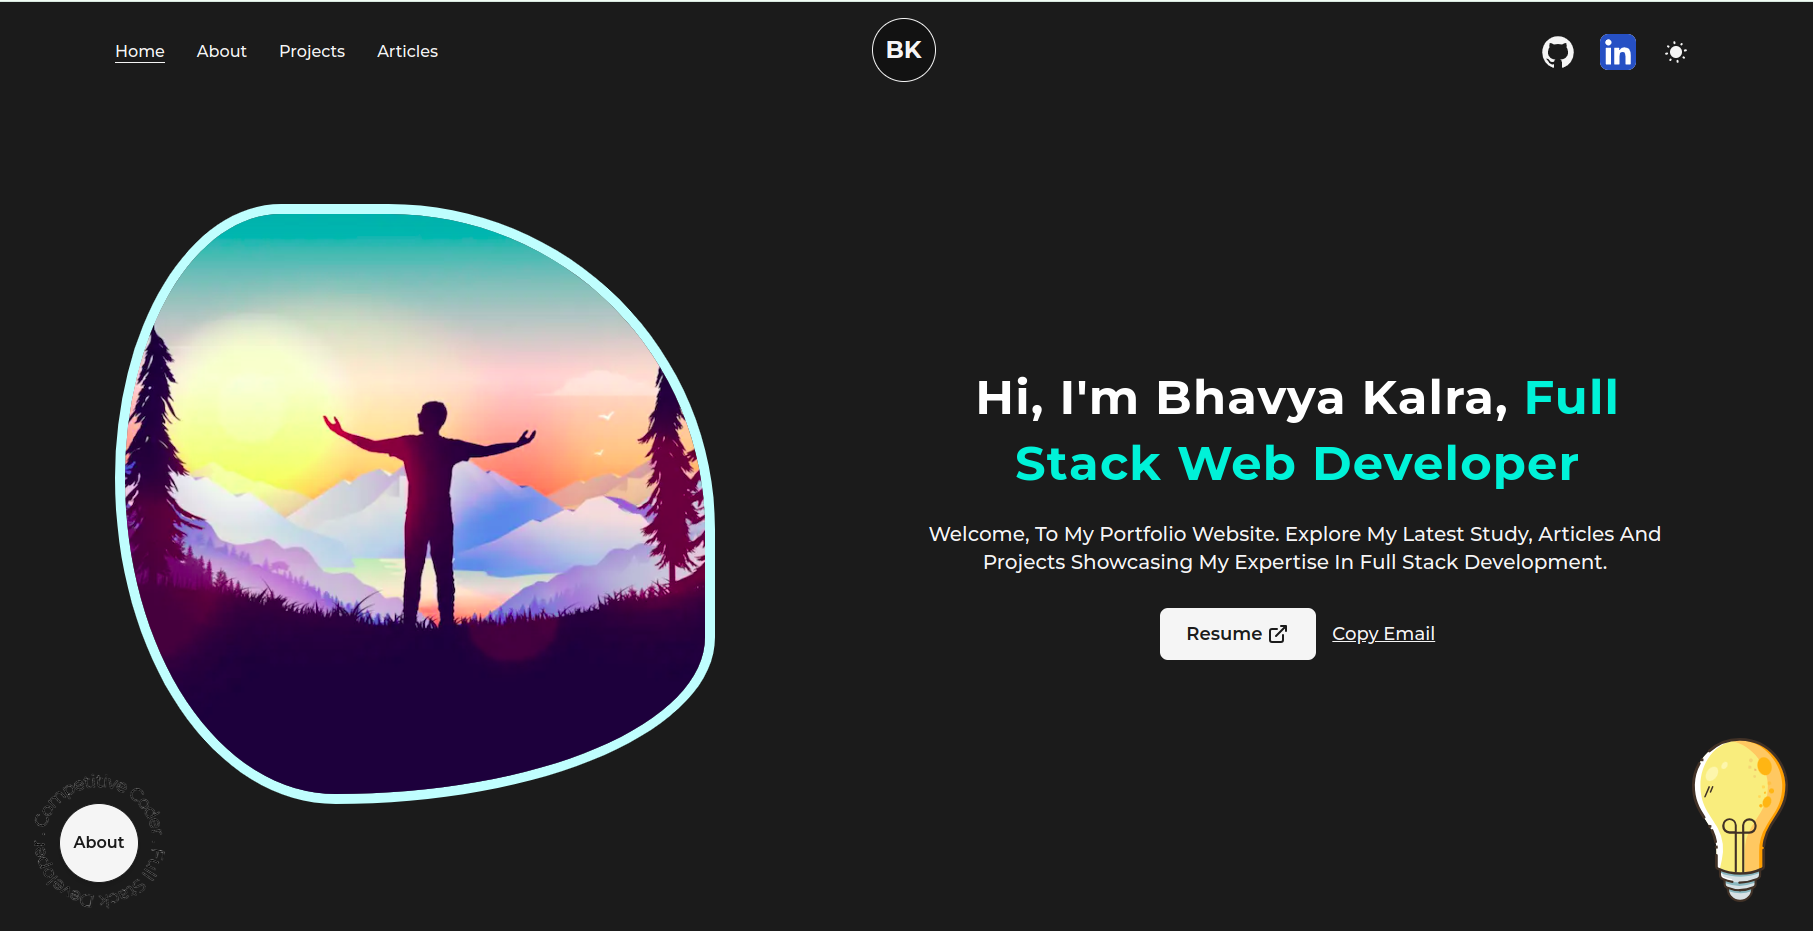 Home About Projects Articles
BK
in
Hi, I'm Bhavya Kalra, Full
Stack Web Developer
Welcome, To My Portfolio Website. Explore My Latest Study, Articles And
Projects Showcasing My Expertise In Full Stack Development.
Resume Copy Email
Competitive Coder · Full Stack Developer ·
About